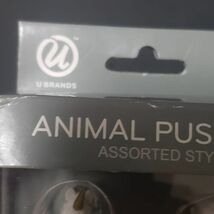 U
U BRANDS
ANIMAL PUS
ASSORTED STY